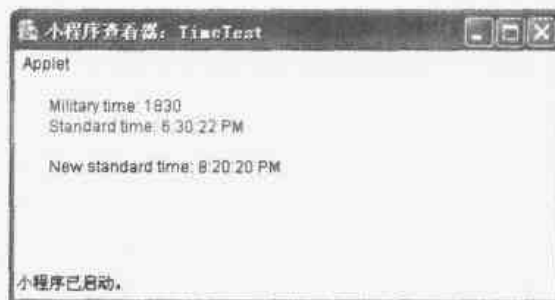 小程序查看器: TimeTest
Applet
Military time: 1830
Standard time: 6:30:22 PM
New standard time: 8:20:20 PM
小程序已启动。